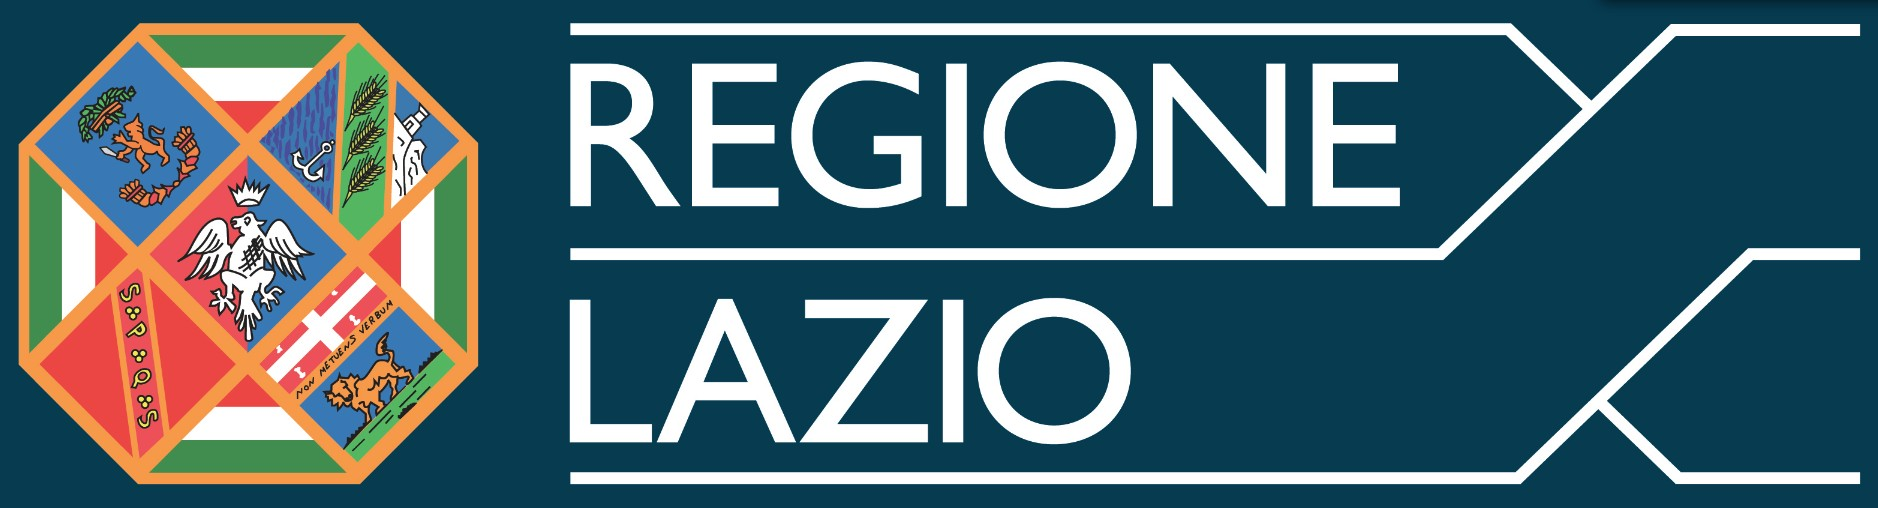 REGIONE
LAZIO
S P Q S
NON METUENS VERBUM